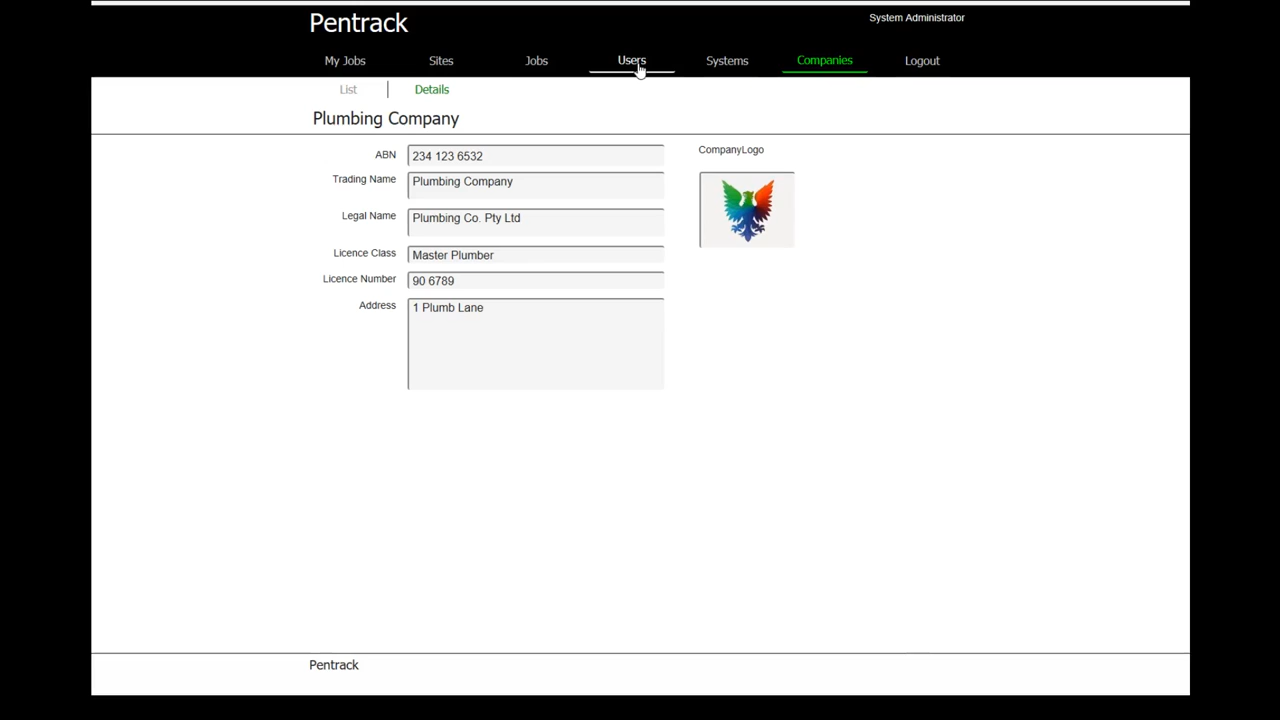 Pentrack
System Administrator
My Jobs Sites Jobs Users Systems Companies Logout
List Details
Plumbing Company
ABN 234 123 6532
CompanyLogo
Trading Name Plumbing Company
Legal Name Plumbing Co. Pty Ltd
Licence Class Master Plumber
Licence Number 90 6789
Address 1 Plumb Lane
Pentrack